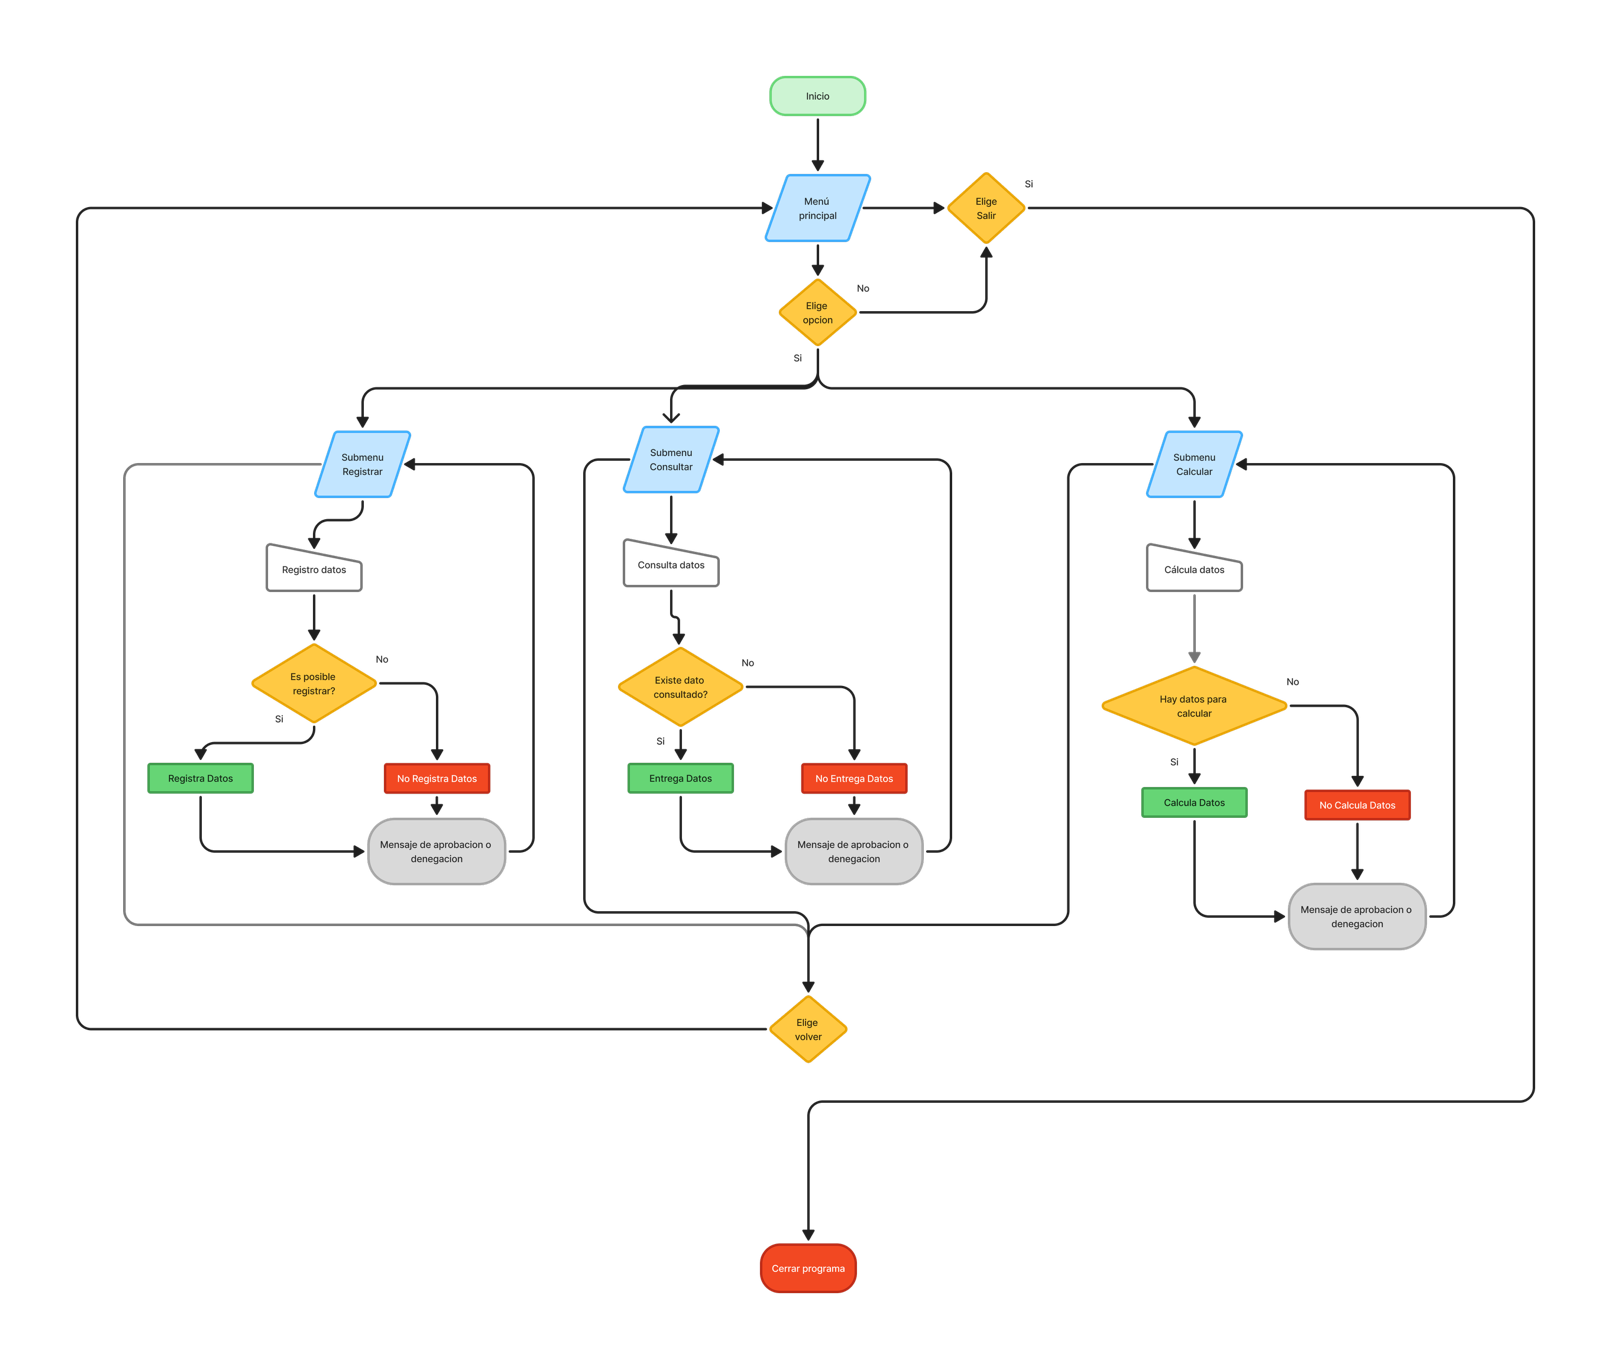 Inicio
Menú
principal
Elige
Salir
Si
Elige
opcion
No
Si
Submenu
Registrar
Submenu
Consultar
Submenu
Calcular
Registro datos
Consulta datos
Cálcula datos
Es posible
registrar?
No
Si
Existe dato
consultado?
No
Si
Hay datos para
calcular
No
Si
Registra Datos
No Registra Datos
Entrega Datos
No Entrega Datos
Calcula Datos
No Calcula Datos
Mensaje de aprobacion o
denegacion
Mensaje de aprobacion o
denegacion
Mensaje de aprobacion o
denegacion
Elige
volver
Cerrar programa